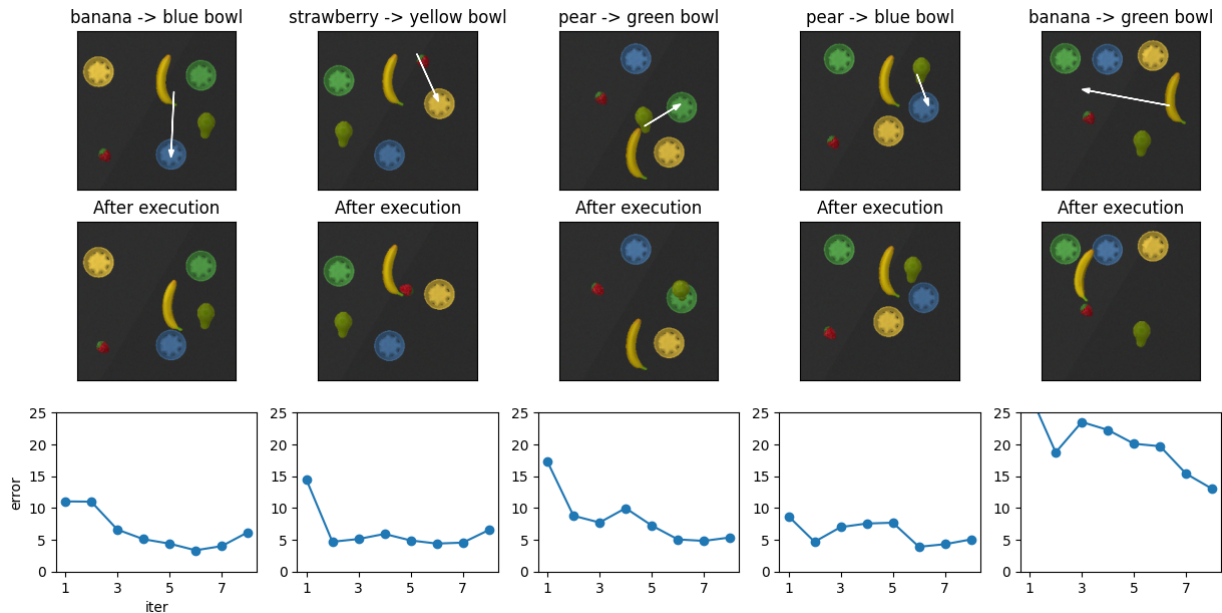 banana -> blue bowl
strawberry -> yellow bowl
pear -> green bowl
pear -> blue bowl
banana -> green bowl
After execution
After execution
After execution
After execution
After execution
error
25
20
15
10
5
0
1 3 5 7
iter
25
20
15
10
5
0
1 3 5 7
25
20
15
10
5
0
1 3 5 7
25
20
15
10
5
0
1 3 5 7
25
20
15
10
5
0
1 3 5 7